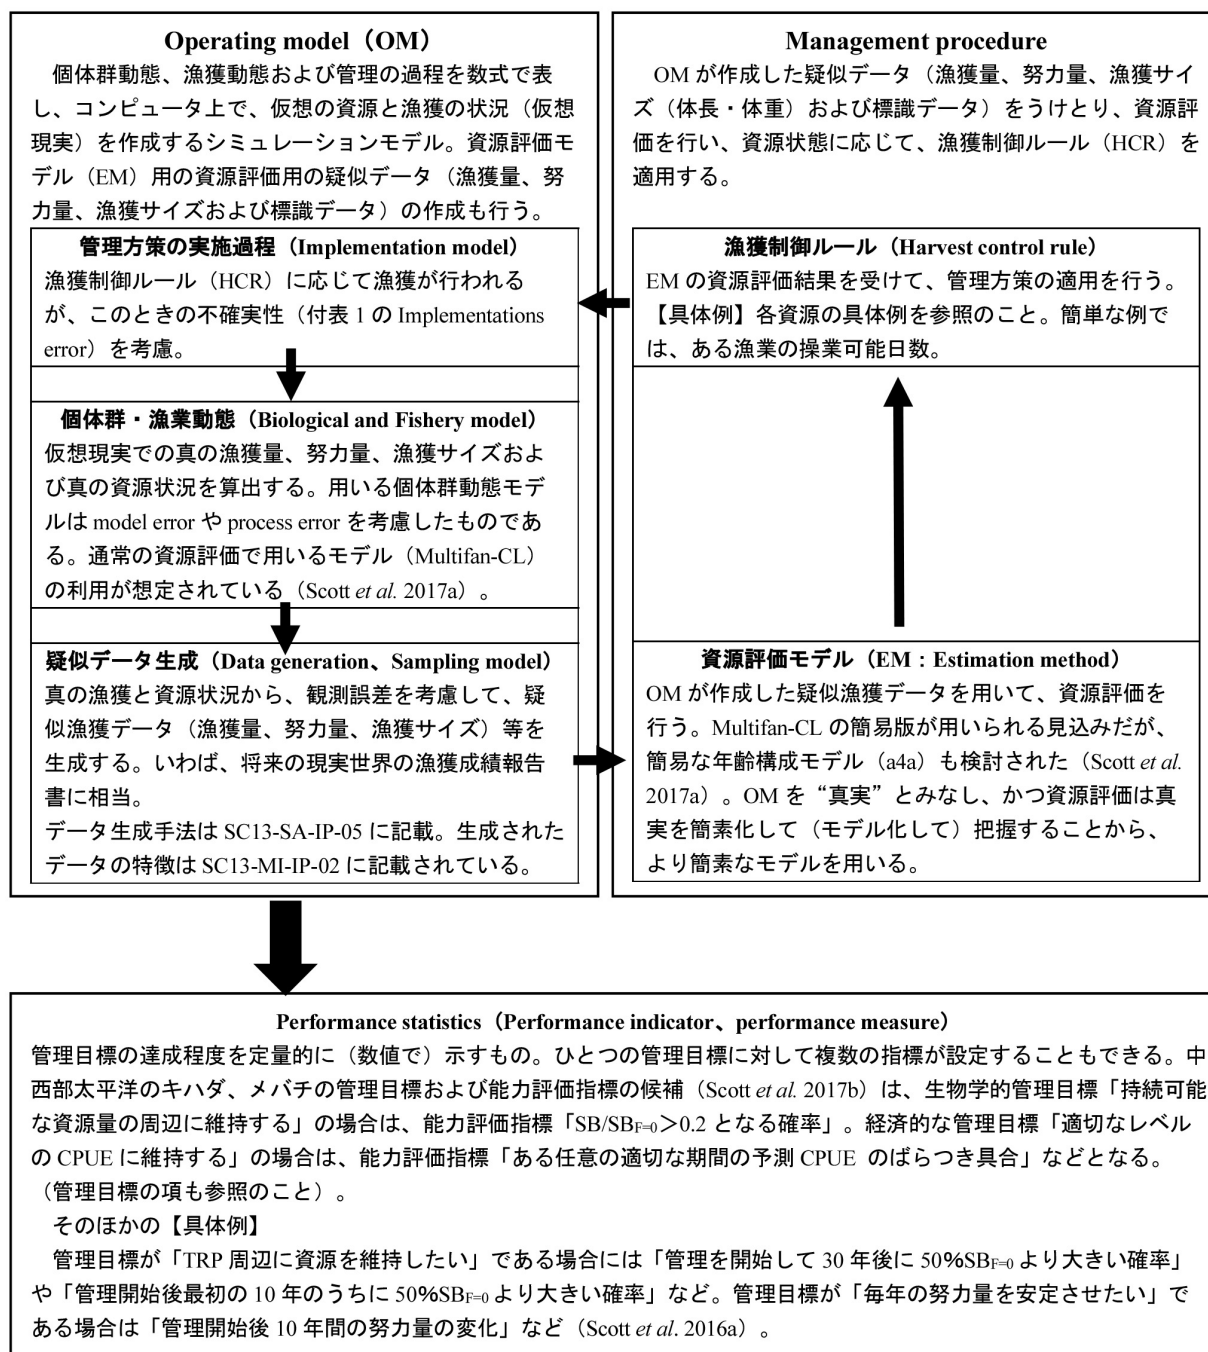 Operating model（OM）
個体群動態、漁獲動態および管理の過程を数式で表
し、コンピュータ上で、仮想の資源と漁獲の状況（仮想
現実）を作成するシミュレーションモデル。資源評価モ
デル（EM）用の資源評価用の疑似データ（漁獲量、努
力量、漁獲サイズおよび標識データ）の作成も行う。
管理方策の実施過程（Implementation model）
漁獲制御ルール（HCR）に応じて漁獲が行われる
が、このときの不確実性（付表 1 の Implementations
error）を考慮。
個体群・漁業動態（Biological and Fishery model）
仮想現実での真の漁獲量、努力量、漁獲サイズおよ
び真の資源状況を算出する。用いる個体群動態モデ
ルは model error や process error を考慮したものであ
る。通常の資源評価で用いるモデル（Multifan-CL）
の利用が想定されている（Scott et al. 2017a）。
疑似データ生成（Data generation、Sampling model）
真の漁獲と資源状況から、観測誤差を考慮して、疑
似漁獲データ（漁獲量、努力量、漁獲サイズ）等を
生成する。いわば、将来の現実世界の漁獲成績報告
書に相当。
データ生成手法は SC13-SA-IP-05 に記載。生成された
データの特徴は SC13-MI-IP-02 に記載されている。
Management procedure
OM が作成した疑似データ（漁獲量、努力量、漁獲サイ
ズ（体長・体重）および標識データ）をうけとり、資源評
価を行い、資源状態に応じて、漁獲制御ルール（HCR）を
適用する。
漁獲制御ルール（Harvest control rule）
EM の資源評価結果を受けて、管理方策の適用を行う。
【具体例】各資源の具体例を参照のこと。簡単な例で
は、ある漁業の操業可能日数。
資源評価モデル（EM：Estimation method）
OM が作成した疑似漁獲データを用いて、資源評価を
行う。Multifan-CL の簡易版が用いられる見込みだが、
簡易な年齢構成モデル（a4a）も検討された（Scott et al.
2017a）。OM を“真実”とみなし、かつ資源評価は真
実を簡素化して（モデル化して）把握することから、
より簡素なモデルを用いる。
Performance statistics（Performance indicator、performance measure）
管理目標の達成程度を定量的に（数値で）示すもの。ひとつの管理目標に対して複数の指標が設定することもできる。中
西部太平洋のキハダ、メバチの管理目標および能力評価指標の候補（Scott et al. 2017b）は、生物学的管理目標「持続可能
な資源量の周辺に維持する」の場合は、能力評価指標「SB/SBF=0＞0.2 となる確率」。経済的な管理目標「適切なレベル
の CPUE に維持する」の場合は、能力評価指標「ある任意の適切な期間の予測 CPUE のばらつき具合」などとなる。
（管理目標の項も参照のこと）。
そのほかの【具体例】
管理目標が「TRP 周辺に資源を維持したい」である場合には「管理を開始して 30 年後に 50%SBF=0 より大きい確率」
や「管理開始後最初の 10 年のうちに 50%SBF=0 より大きい確率」など。管理目標が「毎年の努力量を安定させたい」で
ある場合は「管理開始後 10 年間の努力量の変化」など（Scott et al. 2016a）。